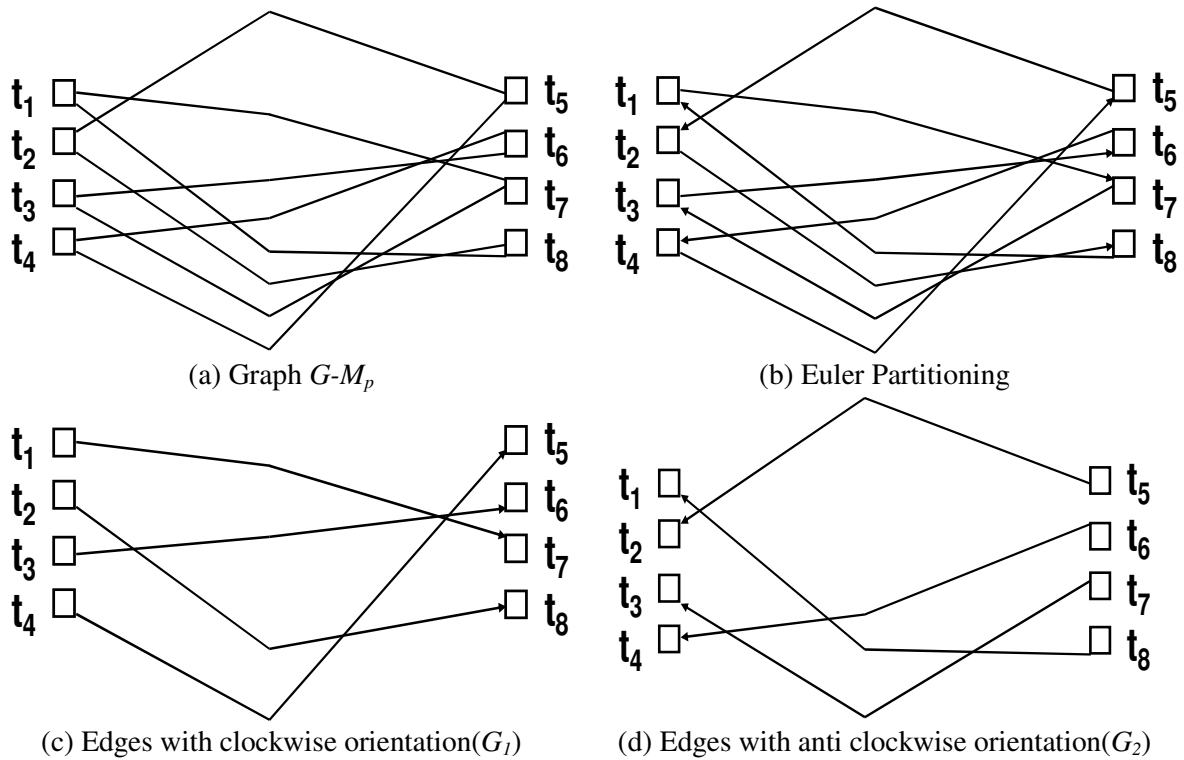 t1
t2
t3
t4
t5
t6
t7
t8
(a) Graph G-Mp
t1
t2
t3
t4
t5
t6
t7
t8
(b) Euler Partitioning
t1
t2
t3
t4
t5
t6
t7
t8
(c) Edges with clockwise orientation(G1)
t1
t2
t3
t4
t5
t6
t7
t8
(d) Edges with anti clockwise orientation(G2)